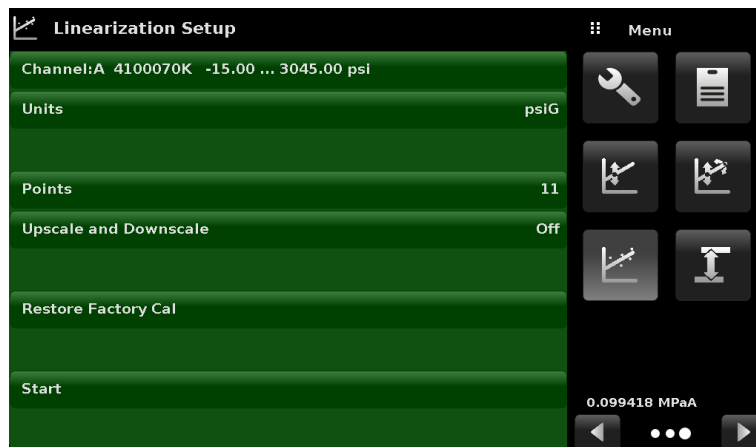 Linearization Setup
Menu
Channel:A 4100070K -15.00 ... 3045.00 psi
Units psiG
Points 11
Upscale and Downscale Off
Restore Factory Cal
Start
0.099418 MPaA